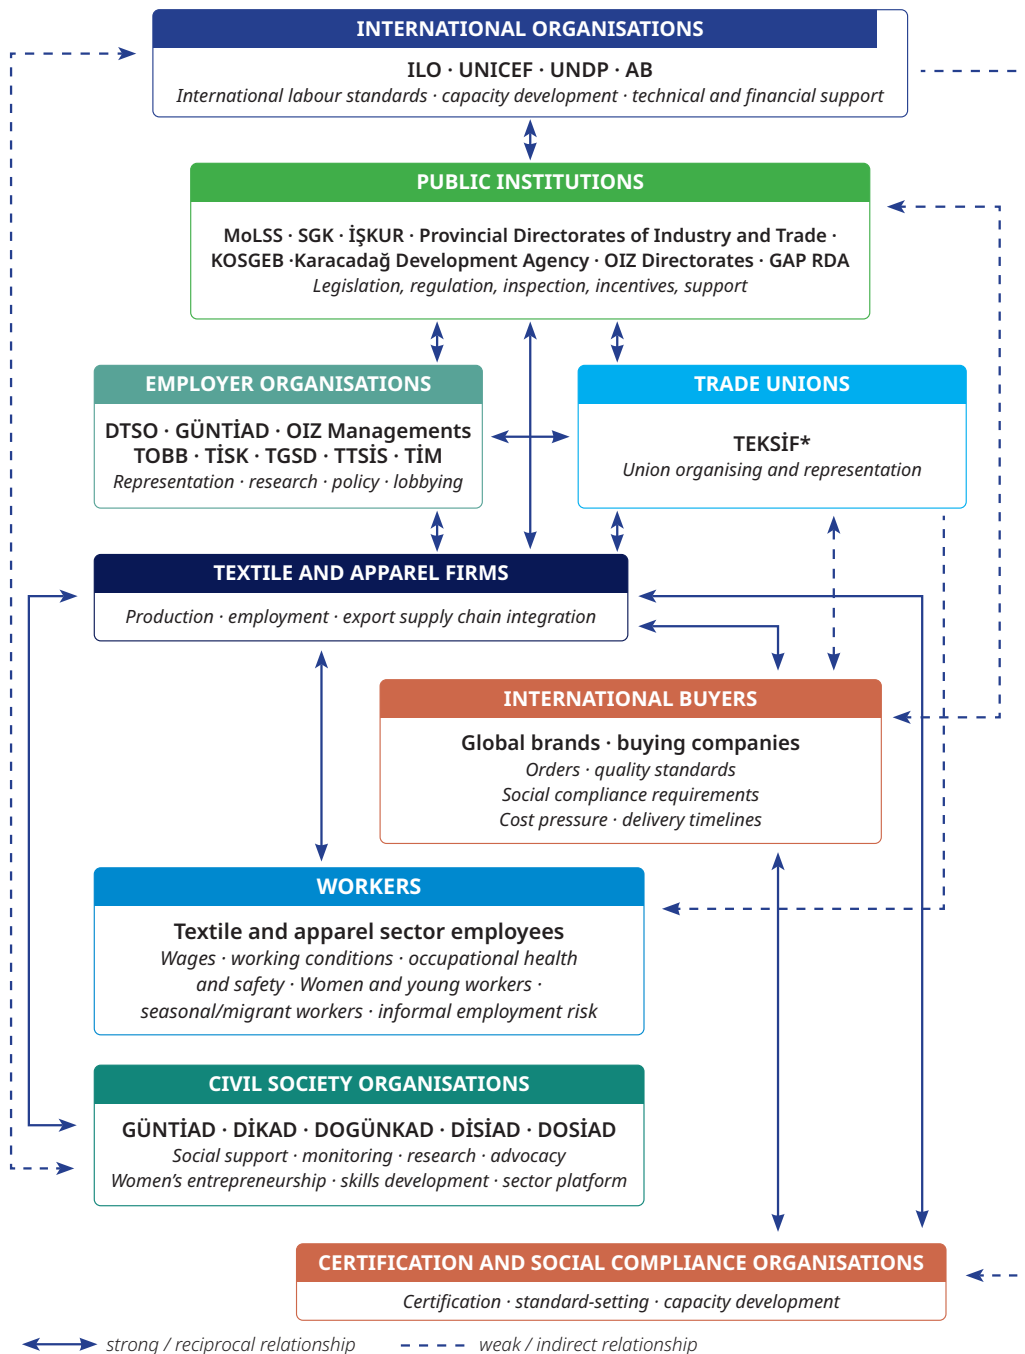 INTERNATIONAL ORGANISATIONS
ILO · UNICEF · UNDP · AB
International labour standards · capacity development · technical and financial support
PUBLIC INSTITUTIONS
MoLSS · SGK · İŞKUR · Provincial Directorates of Industry and Trade ·
KOSGEB ·Karacadağ Development Agency · OIZ Directorates · GAP RDA
Legislation, regulation, inspection, incentives, support
EMPLOYER ORGANISATIONS
DTSO · GÜNTİAD · OIZ Managements
TOBB · TİSK · TGSD · TTSİS · TİM
Representation · research · policy · lobbying
TRADE UNIONS
TEKSİF*
Union organising and representation
TEXTILE AND APPAREL FIRMS
Production · employment · export supply chain integration
INTERNATIONAL BUYERS
Global brands · buying companies
Orders · quality standards
Social compliance requirements
Cost pressure · delivery timelines
WORKERS
Textile and apparel sector employees
Wages · working conditions · occupational health
and safety · Women and young workers ·
seasonal/migrant workers · informal employment risk
CIVIL SOCIETY ORGANISATIONS
GÜNTİAD · DİKAD · DOGÜNKAD · DİSİAD · DOSİAD
Social support · monitoring · research · advocacy
Women’s entrepreneurship · skills development · sector platform
CERTIFICATION AND SOCIAL COMPLIANCE ORGANISATIONS
Certification · standard-setting · capacity development
strong / reciprocal relationship
weak / indirect relationship